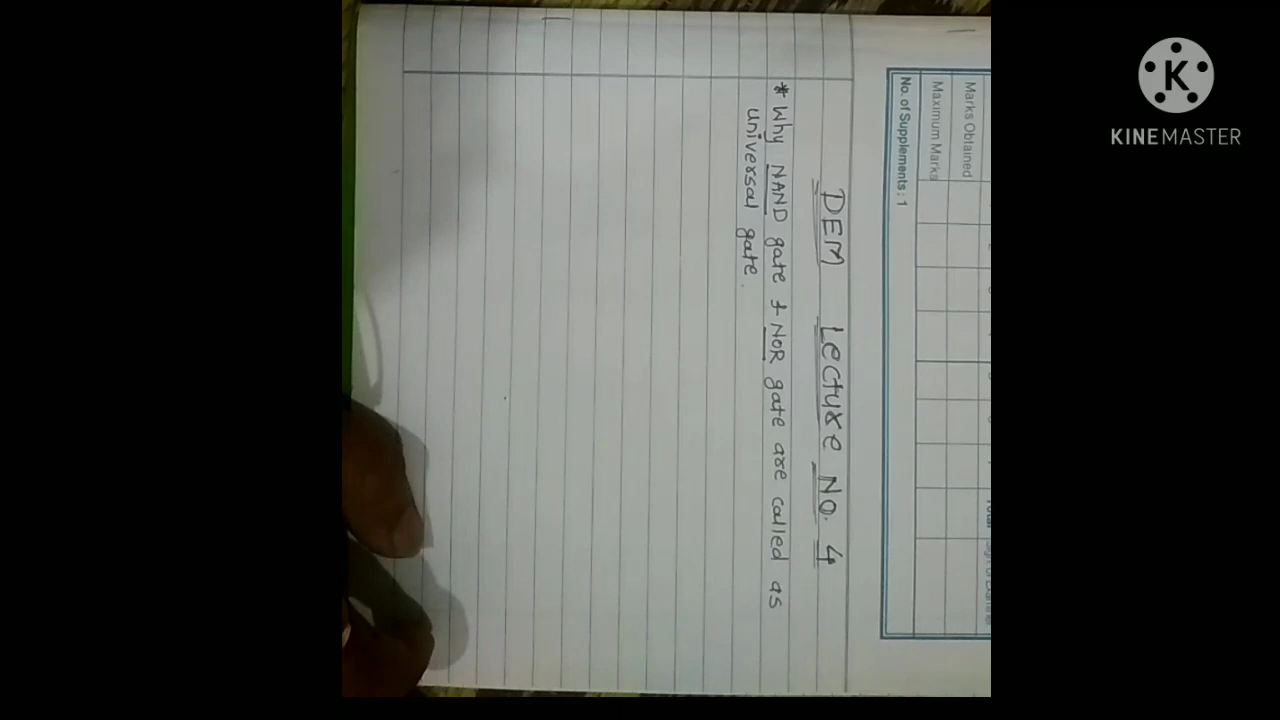 Marks Obtained
Maximum Marks
No. of Supplements : 1
DEM Lecture No. 4
* Why NAND gate & NOR gate are called as
universal gate.
K
KINEMASTER